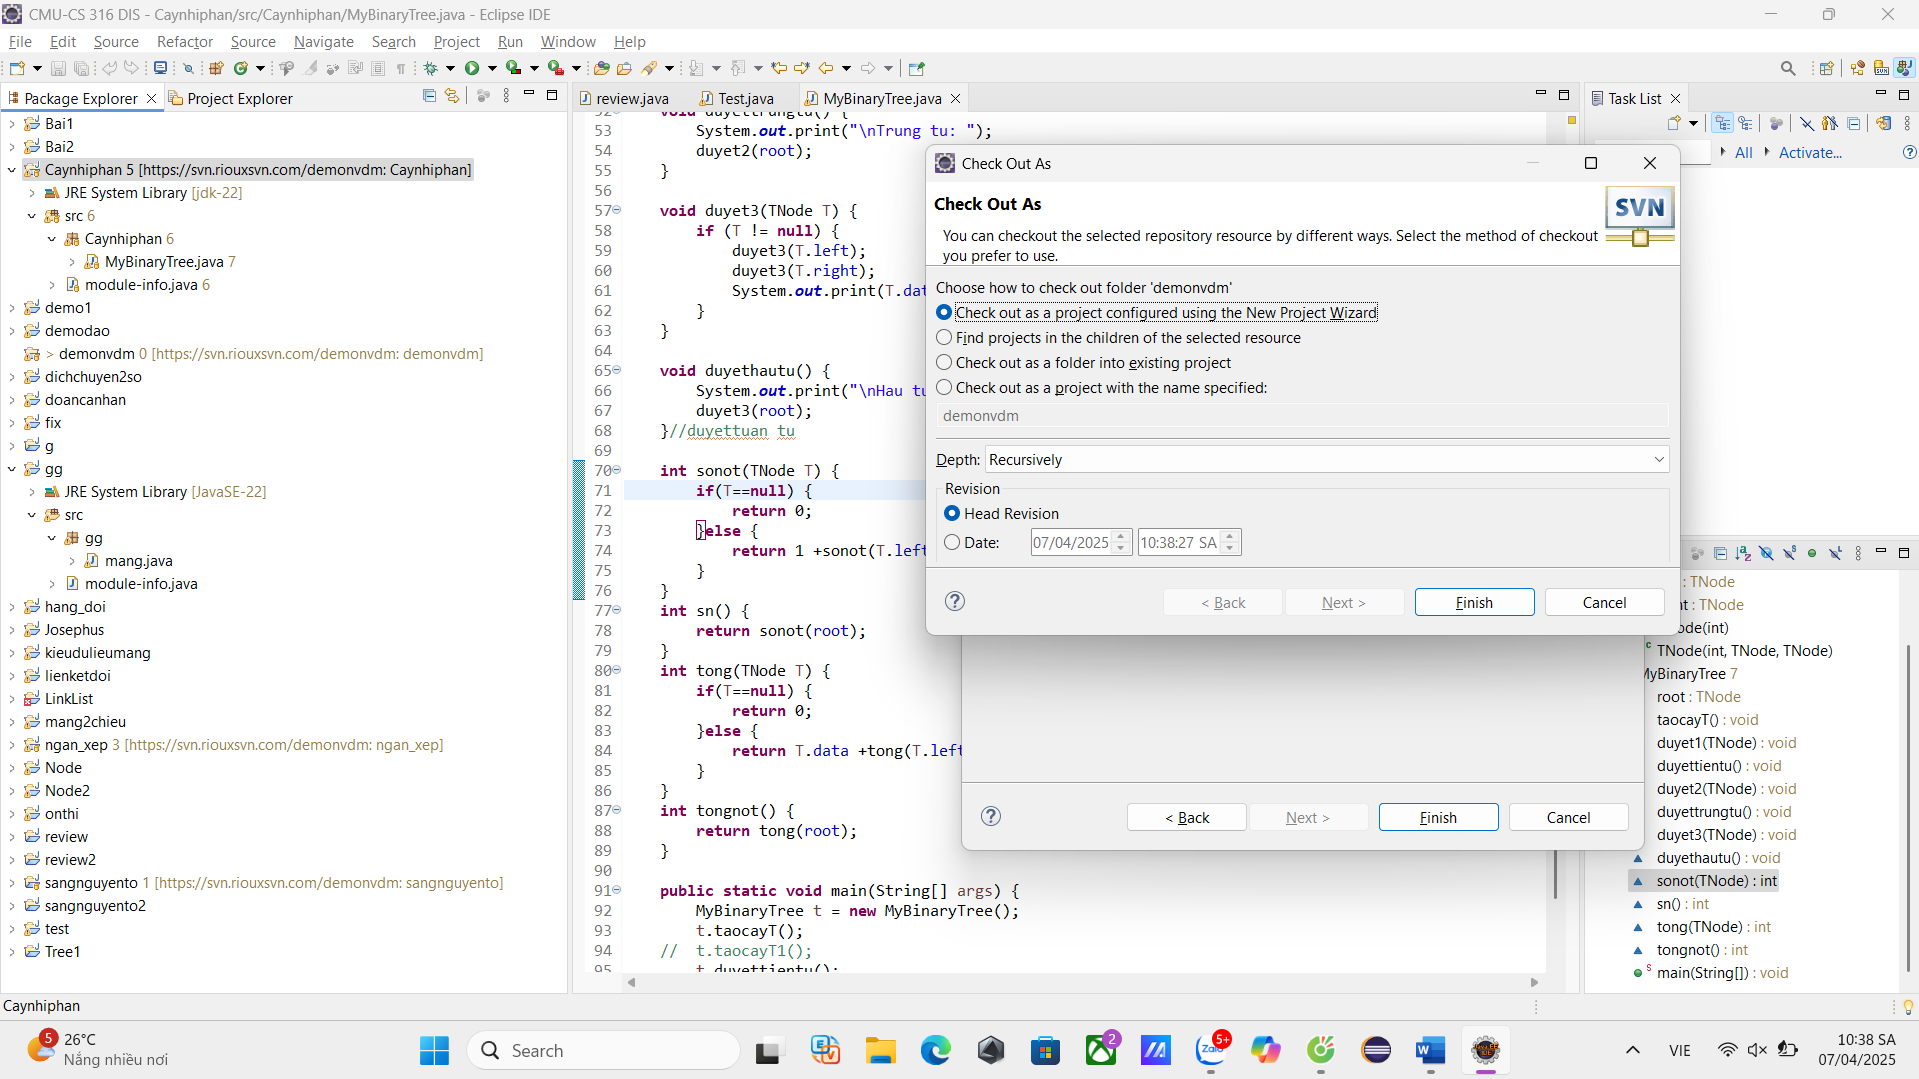 CMU-CS 316 DIS - Caynhiphan/src/Caynhiphan/MyBinaryTree.java - Eclipse IDE
File Edit Source Refactor Source Navigate Search Project Run Window Help
Package Explorer
Project Explorer
Bai1
Bai2
Caynhiphan 5 [https://svn.riouxsvn.com/demonvdm: Caynhiphan]
JRE System Library [jdk-22]
src 6
Caynhiphan 6
MyBinaryTree.java 7
module-info.java 6
demo1
demodao
> demonvdm 0 [https://svn.riouxsvn.com/demonvdm: demonvdm]
dichchuyen2so
doancanhan
fix
g
gg
JRE System Library [JavaSE-22]
src
gg
mang.java
module-info.java
hang_doi
Josephus
kieudulieumang
lienketdoi
LinkList
mang2chieu
ngan_xep 3 [https://svn.riouxsvn.com/demonvdm: ngan_xep]
Node
Node2
onthi
review
review2
sangnguyento 1 [https://svn.riouxsvn.com/demonvdm: sangnguyento]
sangnguyento2
test
Tree1
review.java
Test.java
MyBinaryTree.java
52 void duyettrungtu() {
53 System.out.print("\nTrung tu: ");
54 duyet2(root);
55 }
56
57 void duyet3(TNode T) {
58 if (T != null) {
59 duyet3(T.left);
60 duyet3(T.right);
61 System.out.print(T.dat
62 }
63 }
64
65 void duyethautu() {
66 System.out.print("\nHau tu
67 duyet3(root);
68 }//duyettuan tu
69
70 int sonot(TNode T) {
71 if(T==null) {
72 return 0;
73 }else {
74 return 1 +sonot(T.left
75 }
76 }
77 int sn() {
78 return sonot(root);
79 }
80 int tong(TNode T) {
81 if(T==null) {
82 return 0;
83 }else {
84 return T.data +tong(T.left
85 }
86 }
87 int tongnot() {
88 return tong(root);
89 }
90
91 public static void main(String[] args) {
92 MyBinaryTree t = new MyBinaryTree();
93 t.taocayT();
94 // t.taocayT1();
95 t.duyettientu();
Check Out As
Check Out As
SVN
You can checkout the selected repository resource by different ways. Select the method of checkout
you prefer to use.
Choose how to check out folder 'demonvdm'
Check out as a project configured using the New Project Wizard
Find projects in the children of the selected resource
Check out as a folder into existing project
Check out as a project with the name specified:
demonvdm
Depth: Recursively
Revision
Head Revision
Date: 07/04/2025 10:38:27 SA
< Back Next > Finish Cancel
< Back Next > Finish Cancel
Task List
All Activate...
: TNode
nt : TNode
ode(int)
TNode(int, TNode, TNode)
MyBinaryTree 7
root : TNode
taocayT() : void
duyet1(TNode) : void
duyettientu() : void
duyet2(TNode) : void
duyettrungtu() : void
duyet3(TNode) : void
duyethautu() : void
sonot(TNode) : int
sn() : int
tong(TNode) : int
tongnot() : int
main(String[]) : void
Caynhiphan
5
26°C
Nắng nhiều nơi
Search
2
Zalo
5+
VIE
10:38 SA
07/04/2025